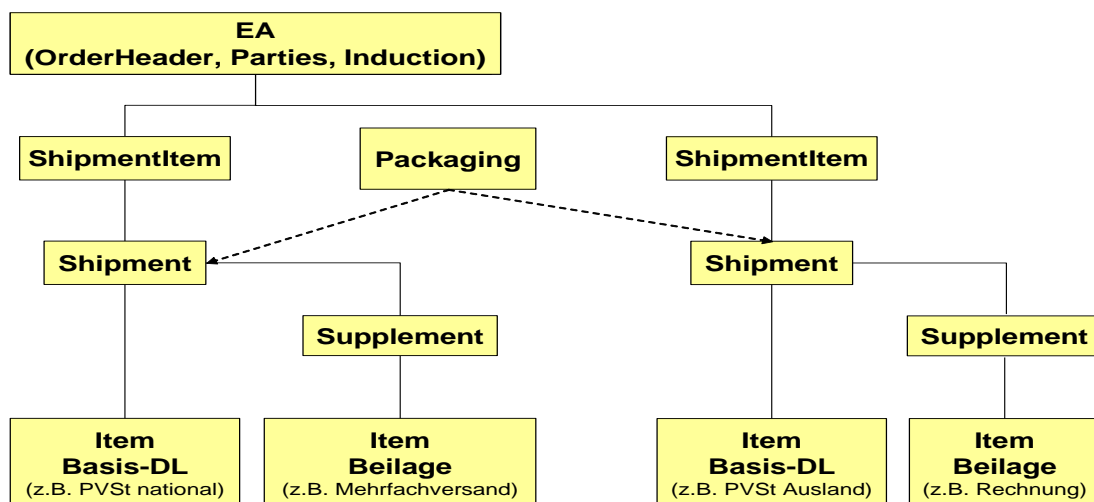 EA
(OrderHeader, Parties, Induction)
ShipmentItem
Packaging
ShipmentItem
Shipment
Shipment
Supplement
Supplement
Item
Basis-DL
(z.B. PVSt national)
Item
Beilage
(z.B. Mehrfachversand)
Item
Basis-DL
(z.B. PVSt Ausland)
Item
Beilage
(z.B. Rechnung)